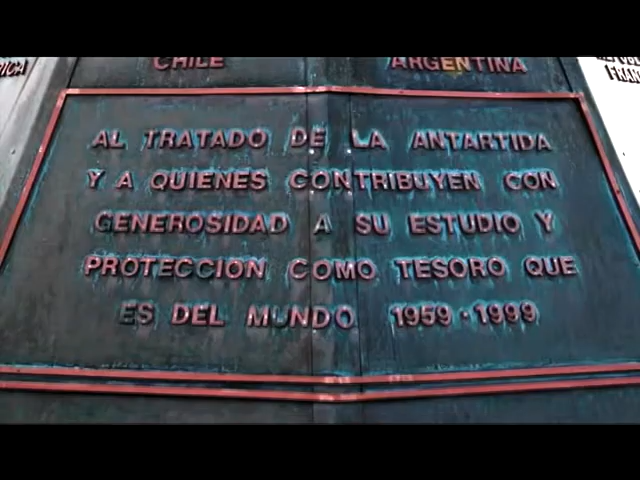 CHILE
ARGENTINA
AL TRATADO DE LA ANTARTIDA
Y A QUIENES CONTRIBUYEN CON
GENEROSIDAD A SU ESTUDIO Y
PROTECCION COMO TESORO QUE
ES DEL MUNDO 1959 - 1999